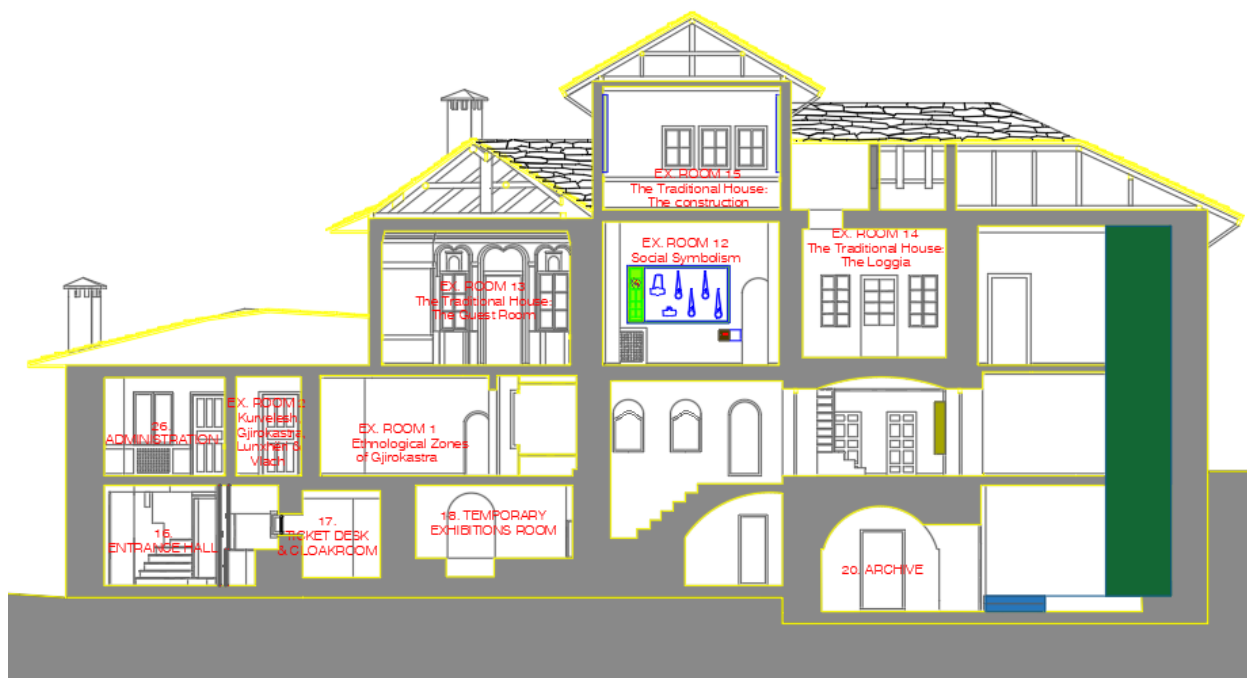 EX. ROOM 15
The Traditional House:
The construction
EX. ROOM 12
Social Symbolism
EX. ROOM 14
The Traditional House:
The Loggia
EX. ROOM 13
The Traditional House:
The Guest Room
26.
ADMINISTRATION
EX. ROOM 2
Kurvelesh,
Gjirokastra,
Lunxheri &
Vlach
EX. ROOM 1
Ethnological Zones
of Gjirokastra
16.
ENTRANCE HALL
17.
TICKET DESK
& CLOAKROOM
18. TEMPORARY
EXHIBITIONS ROOM
20. ARCHIVE